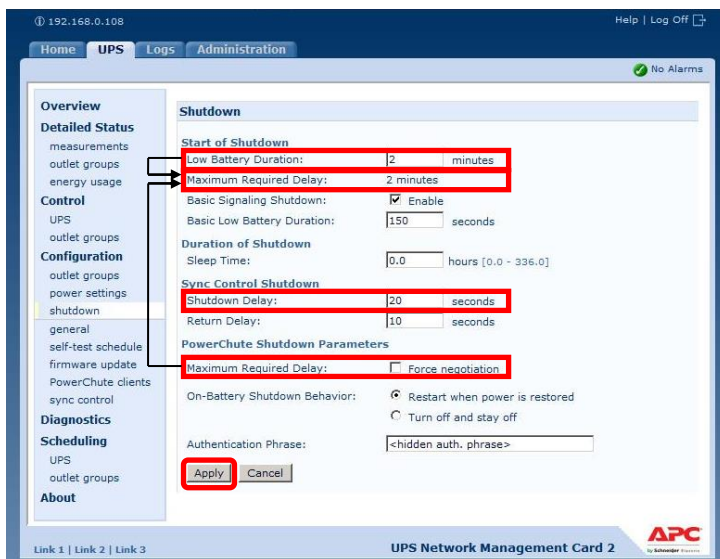 192.168.0.108
Help | Log Off
Home UPS Logs Administration
No Alarms
Overview
Detailed Status
measurements
outlet groups
energy usage
Control
UPS
outlet groups
Configuration
outlet groups
power settings
shutdown
general
self-test schedule
firmware update
PowerChute clients
sync control
Diagnostics
Scheduling
UPS
outlet groups
About
Shutdown
Start of Shutdown
Low Battery Duration: 2 minutes
Maximum Required Delay: 2 minutes
Basic Signaling Shutdown: Enable
Basic Low Battery Duration: 150 seconds
Duration of Shutdown
Sleep Time: 0.0 hours [0.0 - 336.0]
Sync Control Shutdown
Shutdown Delay: 20 seconds
Return Delay: 10 seconds
PowerChute Shutdown Parameters
Maximum Required Delay: Force negotiation
On-Battery Shutdown Behavior: Restart when power is restored
Turn off and stay off
Authentication Phrase: <hidden auth. phrase>
Apply Cancel
Link 1 | Link 2 | Link 3
UPS Network Management Card 2
APC
by Schneider Electric